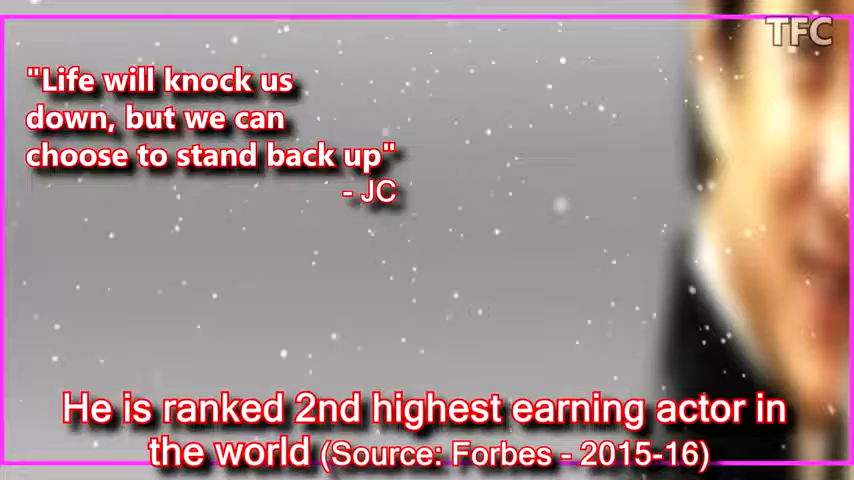 TFC
"Life will knock us
down, but we can
choose to stand back up"
- JC
He is ranked 2nd highest earning actor in
the world (Source: Forbes - 2015-16)